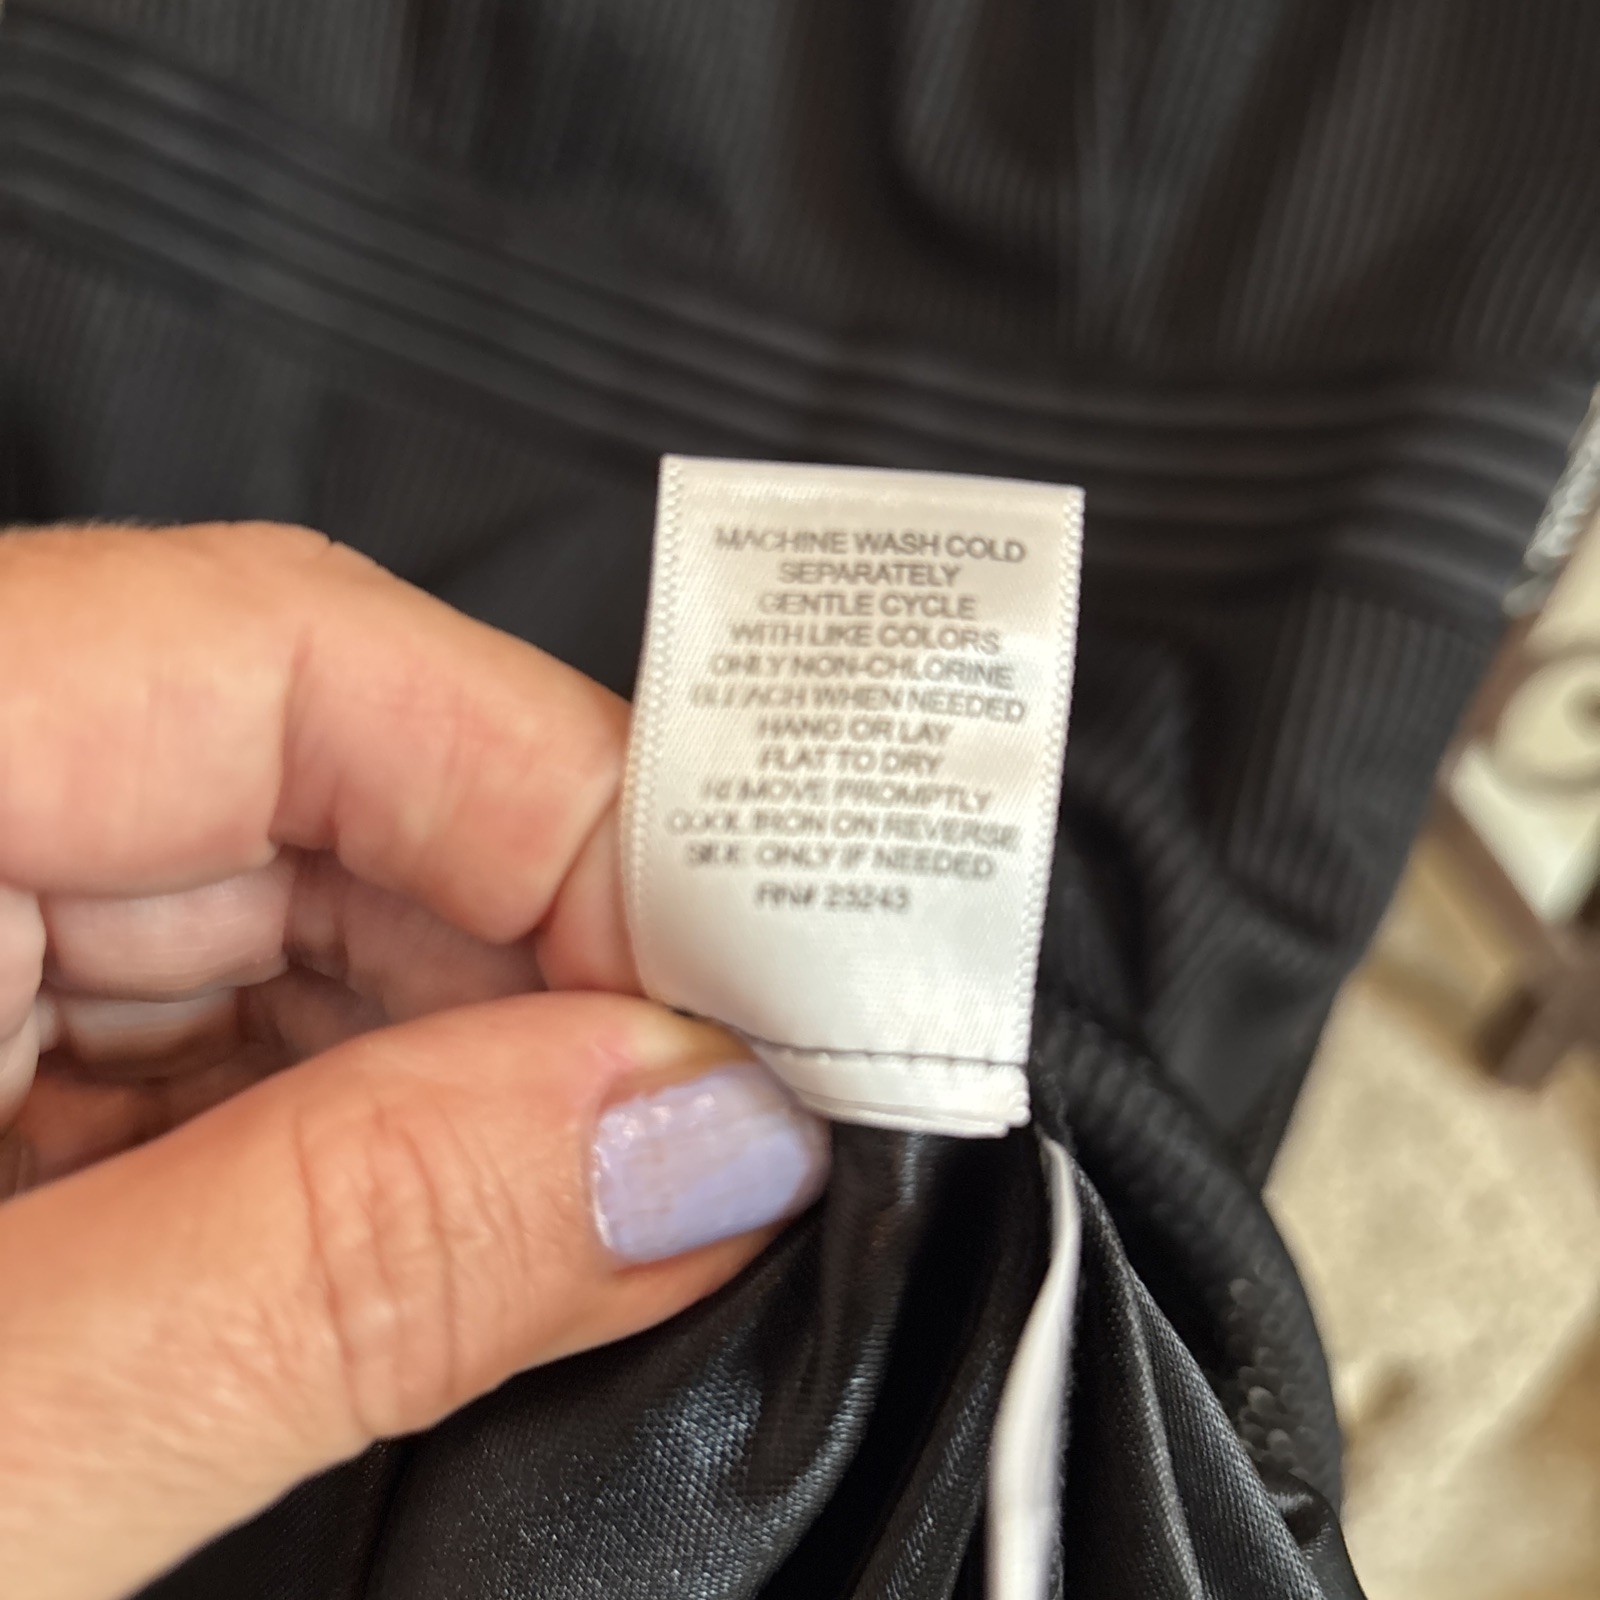 MACHINE WASH COLD
SEPARATELY
GENTLE CYCLE
WITH LIKE COLORS
ONLY NON-CHLORINE
BLEACH WHEN NEEDED
HANG OR LAY
FLAT TO DRY
REMOVE PROMPTLY
COOL IRON ON REVERSE
SIDE ONLY IF NEEDED
RN# 23243